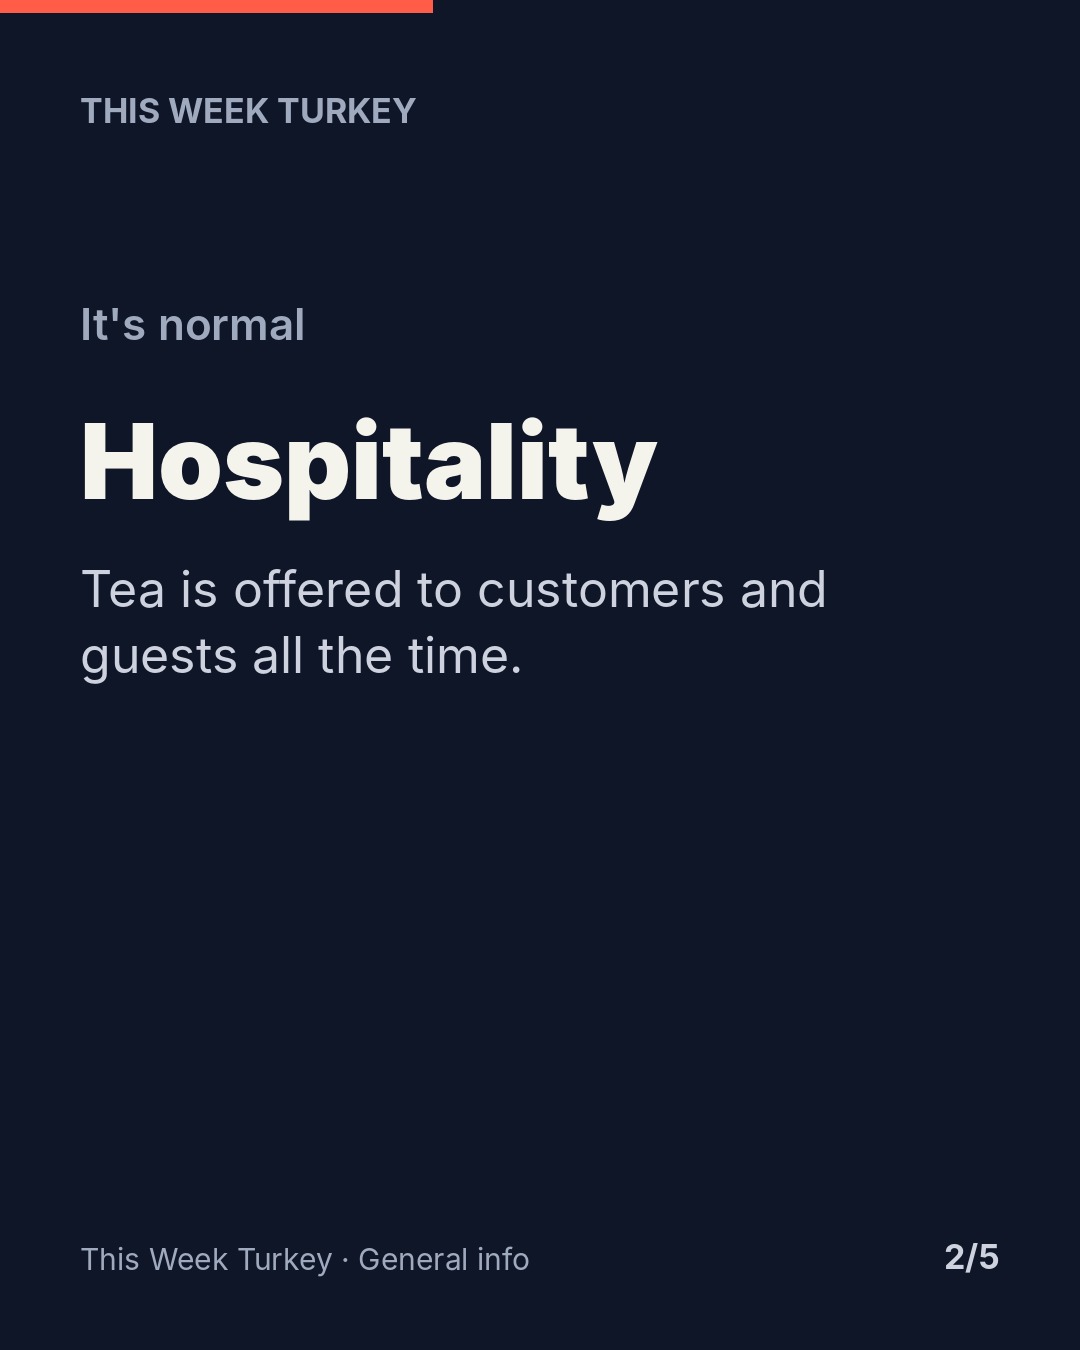 THIS WEEK TURKEY
It's normal
Hospitality
Tea is offered to customers and
guests all the time.
This Week Turkey · General info
2/5